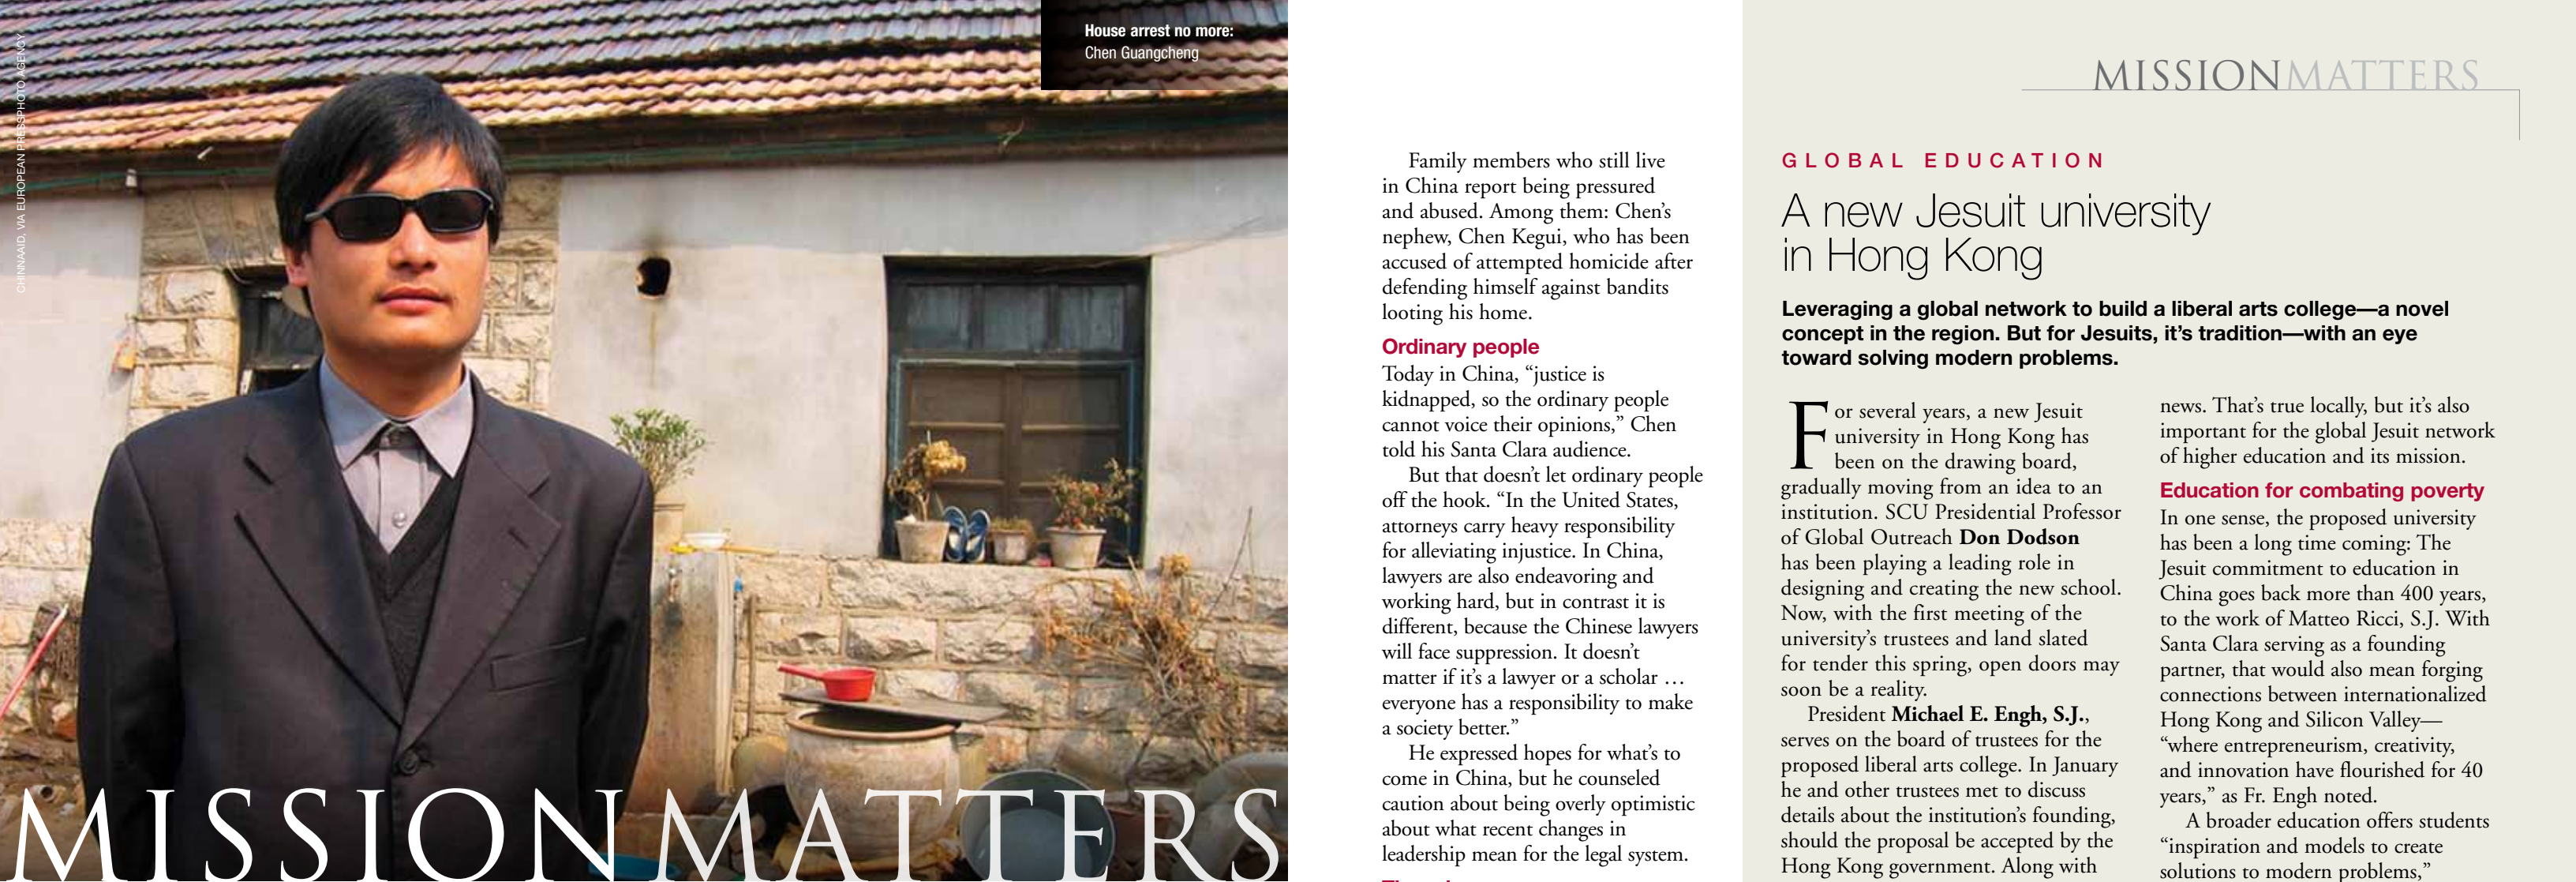 CHINNAAID, VIA EUROPEAN PRESSPHOTO AGENCY
House arrest no more:
Chen Guangcheng
MISSIONMATTERS
Family members who still live
in China report being pressured
and abused. Among them: Chen’s
nephew, Chen Kegui, who has been
accused of attempted homicide after
defending himself against bandits
looting his home.
Ordinary people
Today in China, “justice is
kidnapped, so the ordinary people
cannot voice their opinions,” Chen
told his Santa Clara audience.
But that doesn’t let ordinary people
off the hook. “In the United States,
attorneys carry heavy responsibility
for alleviating injustice. In China,
lawyers are also endeavoring and
working hard, but in contrast it is
different, because the Chinese lawyers
will face suppression. It doesn’t
matter if it’s a lawyer or a scholar …
everyone has a responsibility to make
a society better.”
He expressed hopes for what’s to
come in China, but he counseled
caution about being overly optimistic
about what recent changes in
leadership mean for the legal system.
MISSIONMATTERS
GLOBAL EDUCATION
A new Jesuit university
in Hong Kong
Leveraging a global network to build a liberal arts college—a novel
concept in the region. But for Jesuits, it’s tradition—with an eye
toward solving modern problems.
For several years, a new Jesuit
university in Hong Kong has
been on the drawing board,
gradually moving from an idea to an
institution. SCU Presidential Professor
of Global Outreach Don Dodson
has been playing a leading role in
designing and creating the new school.
Now, with the first meeting of the
university’s trustees and land slated
for tender this spring, open doors may
soon be a reality.
President Michael E. Engh, S.J.,
serves on the board of trustees for the
proposed liberal arts college. In January
he and other trustees met to discuss
details about the institution’s founding,
should the proposal be accepted by the
Hong Kong government. Along with
news. That’s true locally, but it’s also
important for the global Jesuit network
of higher education and its mission.
Education for combating poverty
In one sense, the proposed university
has been a long time coming: The
Jesuit commitment to education in
China goes back more than 400 years,
to the work of Matteo Ricci, S.J. With
Santa Clara serving as a founding
partner, that would also mean forging
connections between internationalized
Hong Kong and Silicon Valley—
“where entrepreneurism, creativity,
and innovation have flourished for 40
years,” as Fr. Engh noted.
A broader education offers students
“inspiration and models to create
solutions to modern problems,”